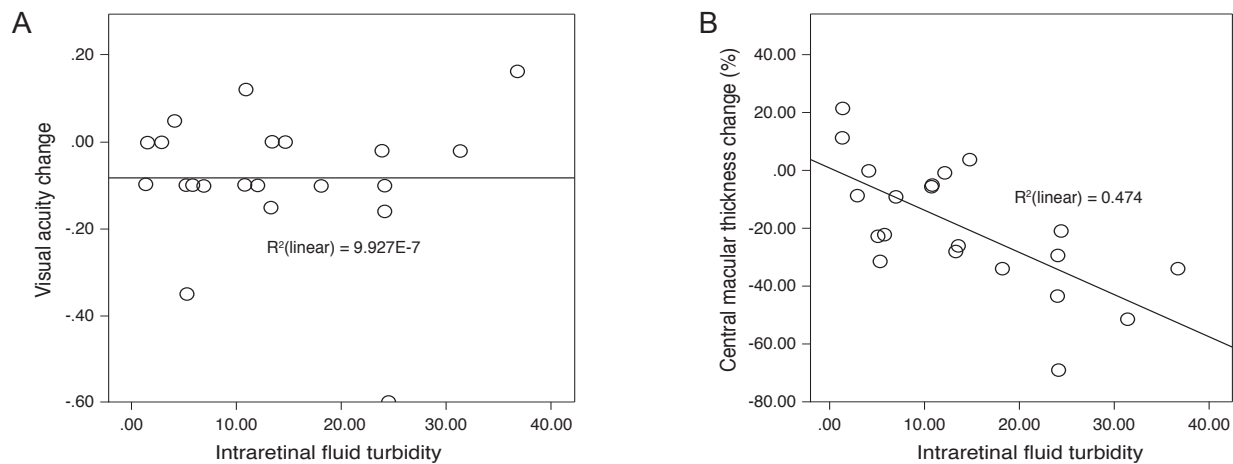 A
Visual acuity change
.20
.00
-.20
-.40
-.60
R²(linear) = 9.927E-7
.00 10.00 20.00 30.00 40.00
Intraretinal fluid turbidity
B
Central macular thickness change (%)
40.00
20.00
.00
-20.00
-40.00
-60.00
-80.00
R²(linear) = 0.474
.00 10.00 20.00 30.00 40.00
Intraretinal fluid turbidity